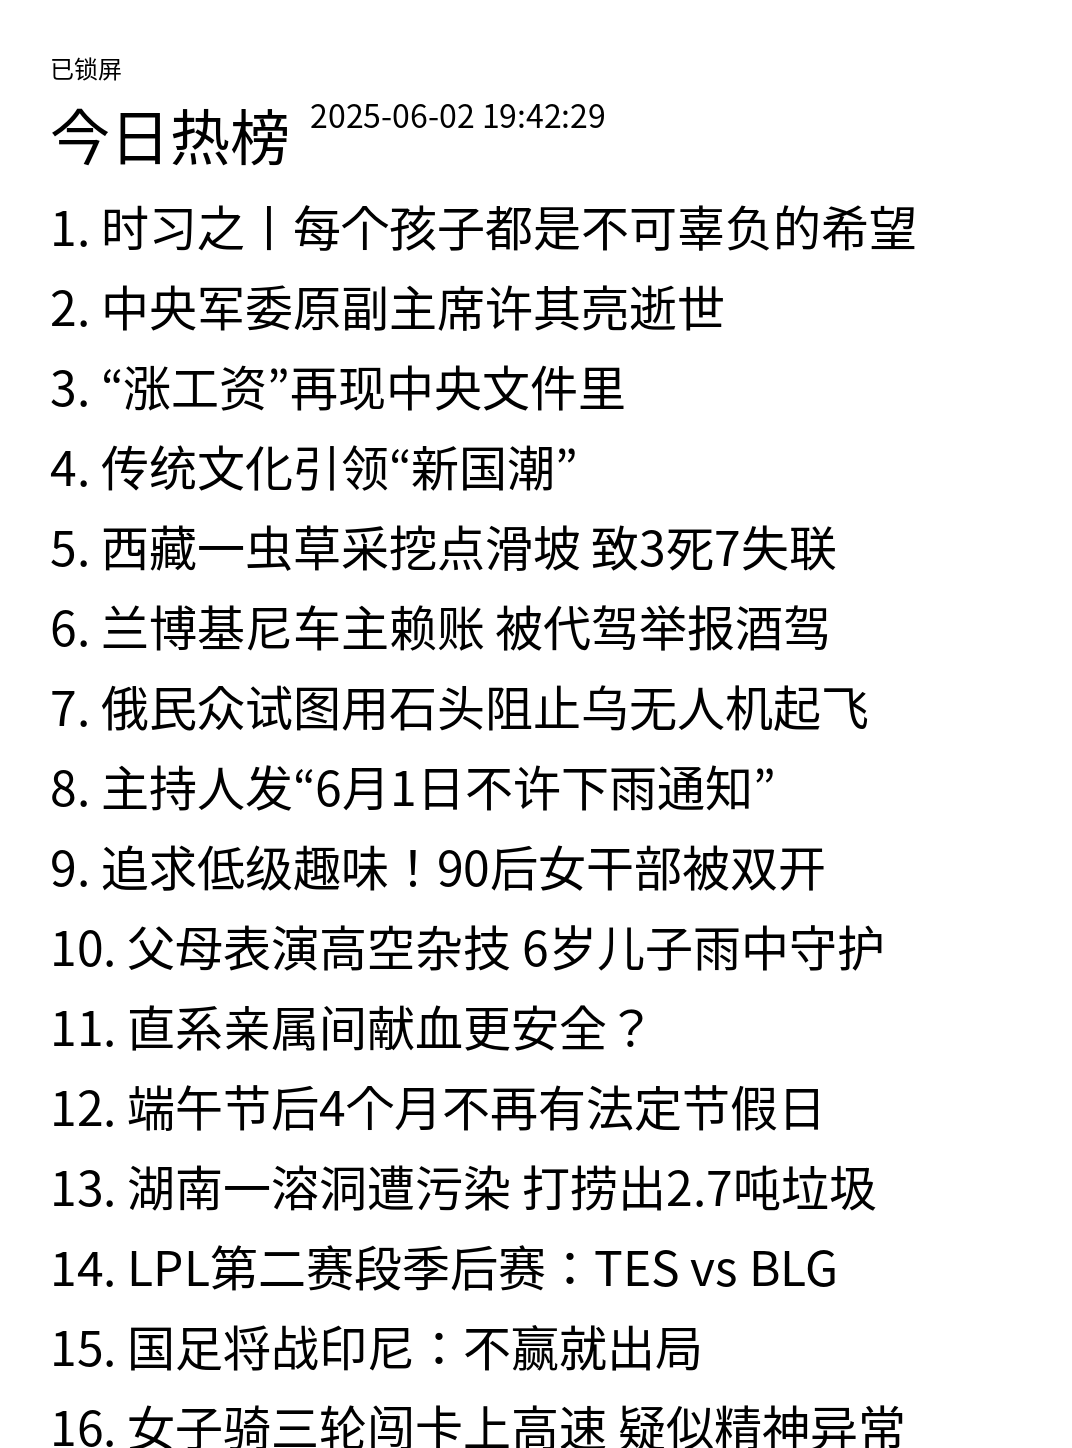 已锁屏
今日热榜 2025-06-02 19:42:29
1. 时习之丨每个孩子都是不可辜负的希望
2. 中央军委原副主席许其亮逝世
3. “涨工资”再现中央文件里
4. 传统文化引领“新国潮”
5. 西藏一虫草采挖点滑坡 致3死7失联
6. 兰博基尼车主赖账 被代驾举报酒驾
7. 俄民众试图用石头阻止乌无人机起飞
8. 主持人发“6月1日不许下雨通知”
9. 追求低级趣味！90后女干部被双开
10. 父母表演高空杂技 6岁儿子雨中守护
11. 直系亲属间献血更安全？
12. 端午节后4个月不再有法定节假日
13. 湖南一溶洞遭污染 打捞出2.7吨垃圾
14. LPL第二赛段季后赛：TES vs BLG
15. 国足将战印尼：不赢就出局
16. 女子骑三轮闯卡上高速 疑似精神异常